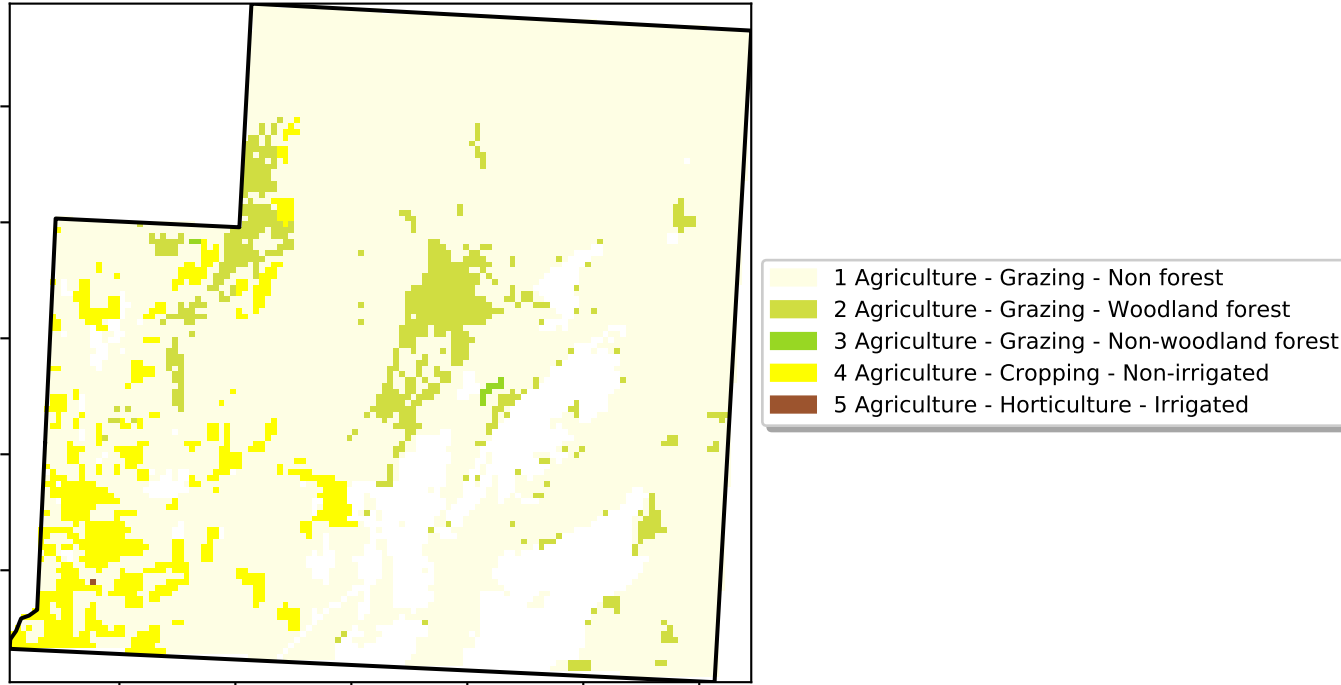 1 Agriculture - Grazing - Non forest
2 Agriculture - Grazing - Woodland forest
3 Agriculture - Grazing - Non-woodland forest
4 Agriculture - Cropping - Non-irrigated
5 Agriculture - Horticulture - Irrigated